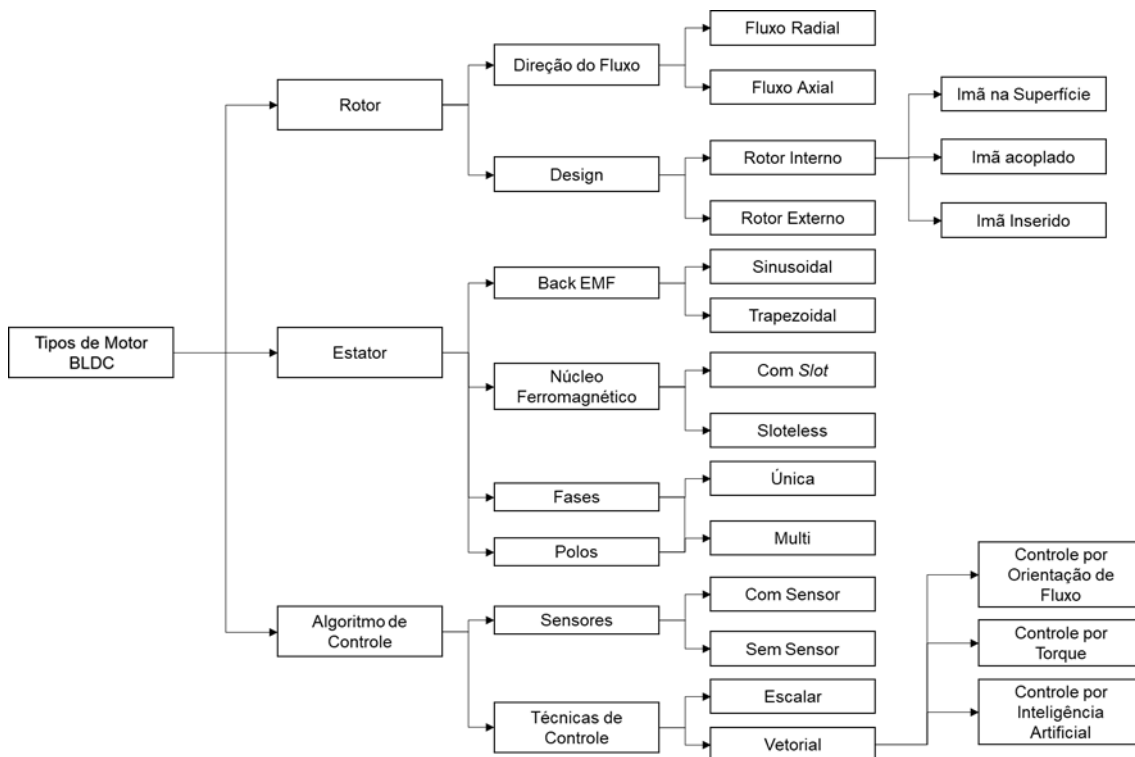 Tipos de Motor
BLDC
Rotor
Direção do Fluxo
Fluxo Radial
Fluxo Axial
Design
Rotor Interno
Imã na Superfície
Imã acoplado
Imã Inserido
Rotor Externo
Estator
Back EMF
Sinusoidal
Trapezoidal
Núcleo
Ferromagnético
Com Slot
Sloteless
Fases
Polos
Única
Multi
Algoritmo de
Controle
Sensores
Com Sensor
Sem Sensor
Técnicas de
Controle
Escalar
Vetorial
Controle por
Orientação de
Fluxo
Controle por
Torque
Controle por
Inteligência
Artificial